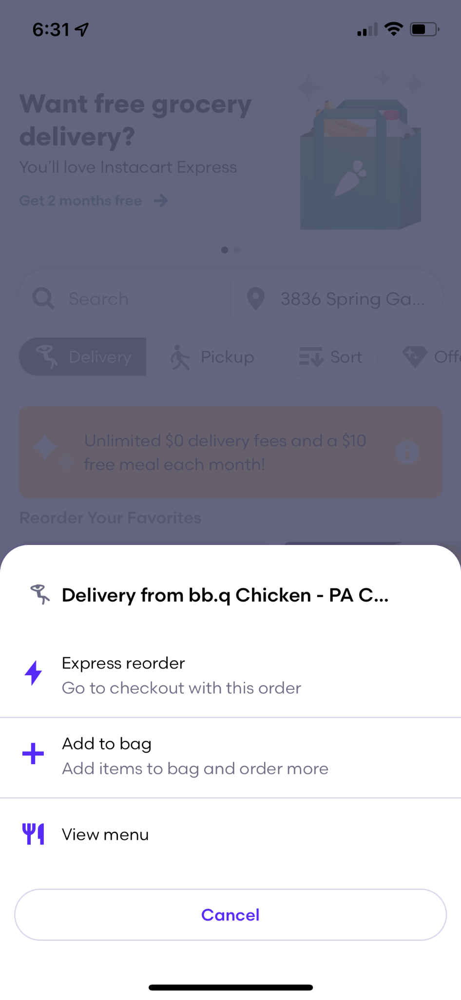 6:31
Want free grocery
delivery?
You'll love Instacart Express
Get 2 months free
Search
3836 Spring Ga...
Delivery
Pickup
Sort
Offe
Unlimited $0 delivery fees and a $10
free meal each month!
Reorder Your Favorites
Delivery from bb.q Chicken - PA C...
Express reorder
Go to checkout with this order
Add to bag
Add items to bag and order more
View menu
Cancel